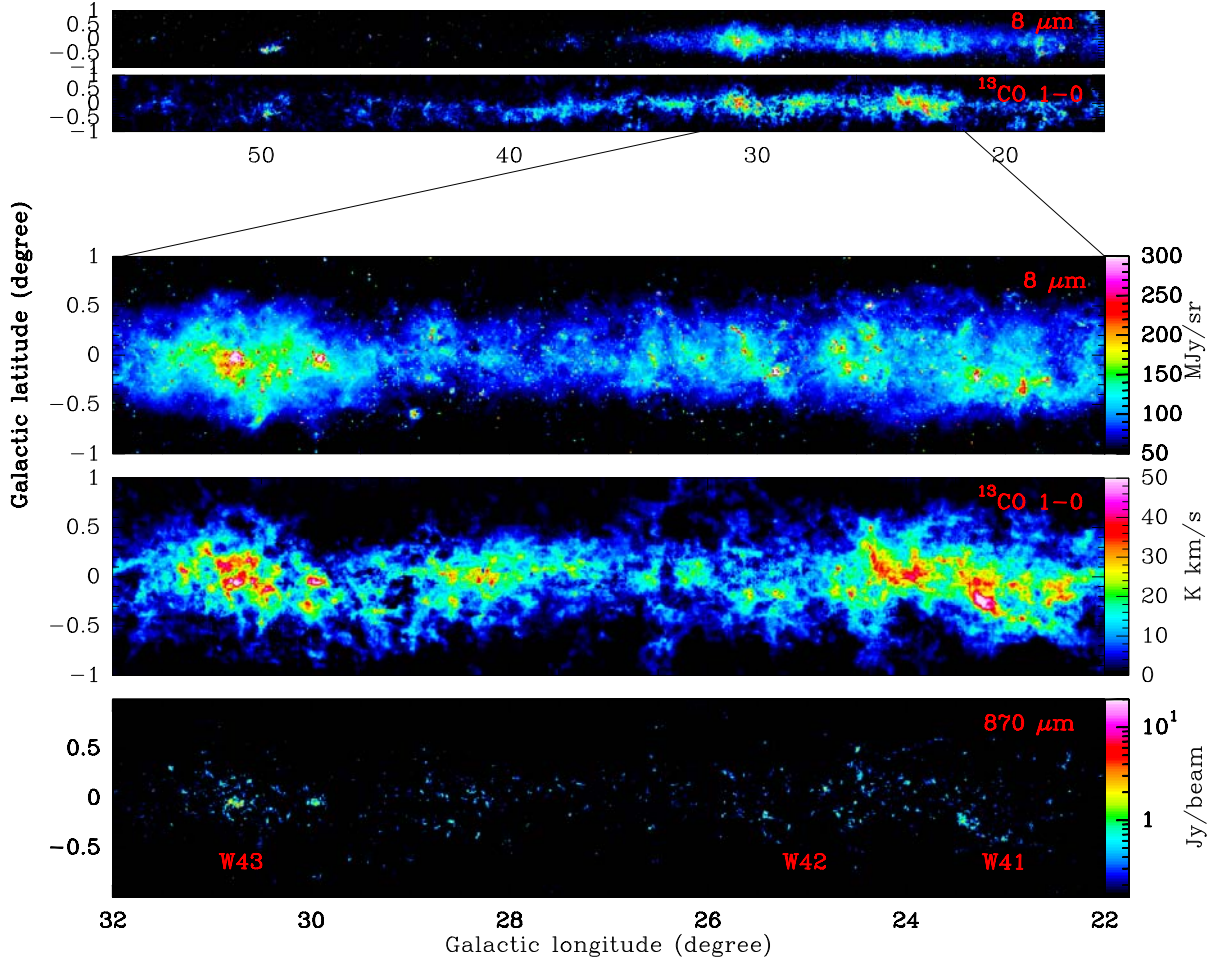 0.5
0
−0.5
−1
8 μm
1
0.5
0
−0.5
−1
¹³CO 1−0
50 40 30 20
Galactic latitude (degree)
1
0.5
0
−0.5
−1
8 μm
300
250
200
150
100
50
MJy/sr
1
0.5
0
−0.5
−1
¹³CO 1−0
50
40
30
20
10
0
K km/s
0.5
0
−0.5
870 μm
W43 W42 W41
10¹
1
Jy/beam
32 30 28 26 24 22
Galactic longitude (degree)